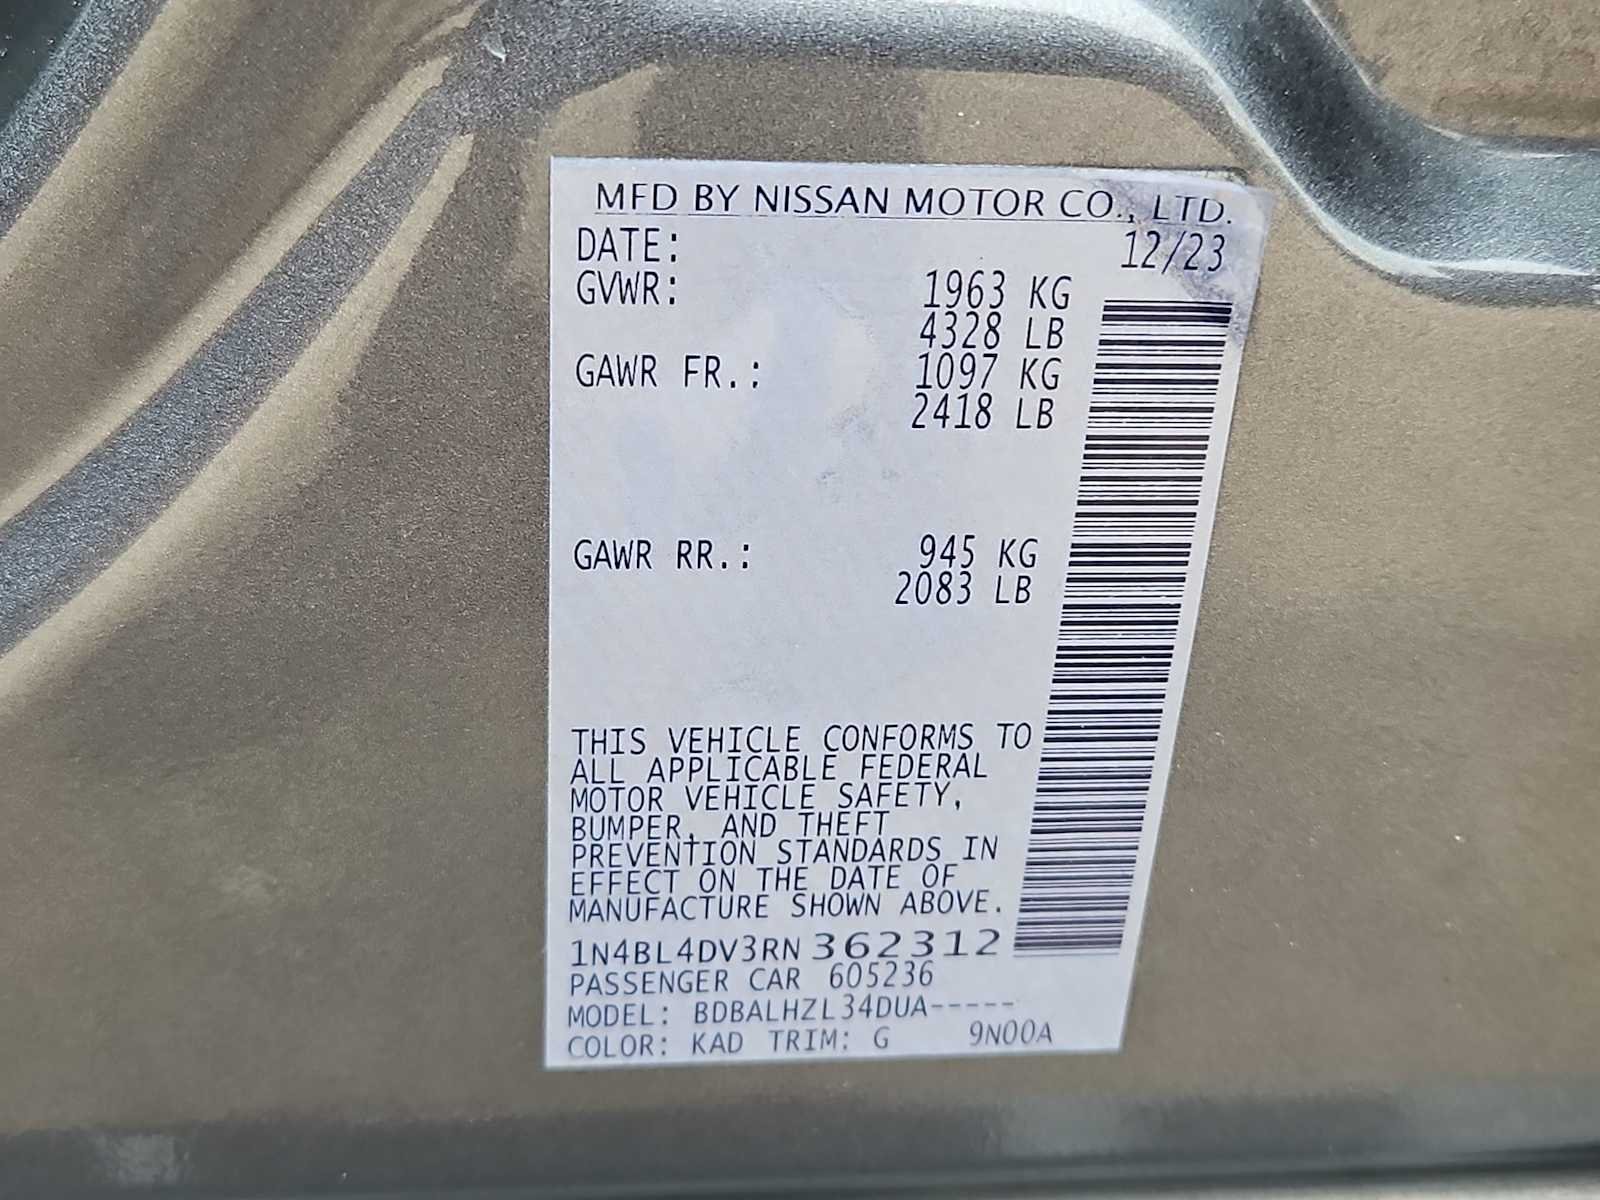 MFD BY NISSAN MOTOR CO., LTD.
DATE: 12/23
GVWR: 1963 KG
4328 LB
GAWR FR.: 1097 KG
2418 LB
GAWR RR.: 945 KG
2083 LB
THIS VEHICLE CONFORMS TO
ALL APPLICABLE FEDERAL
MOTOR VEHICLE SAFETY,
BUMPER, AND THEFT
PREVENTION STANDARDS IN
EFFECT ON THE DATE OF
MANUFACTURE SHOWN ABOVE.
1N4BL4DV3RN 362312
PASSENGER CAR 605236
MODEL: BDBALHZL34DUA-----
COLOR: KAD TRIM: G 9N00A